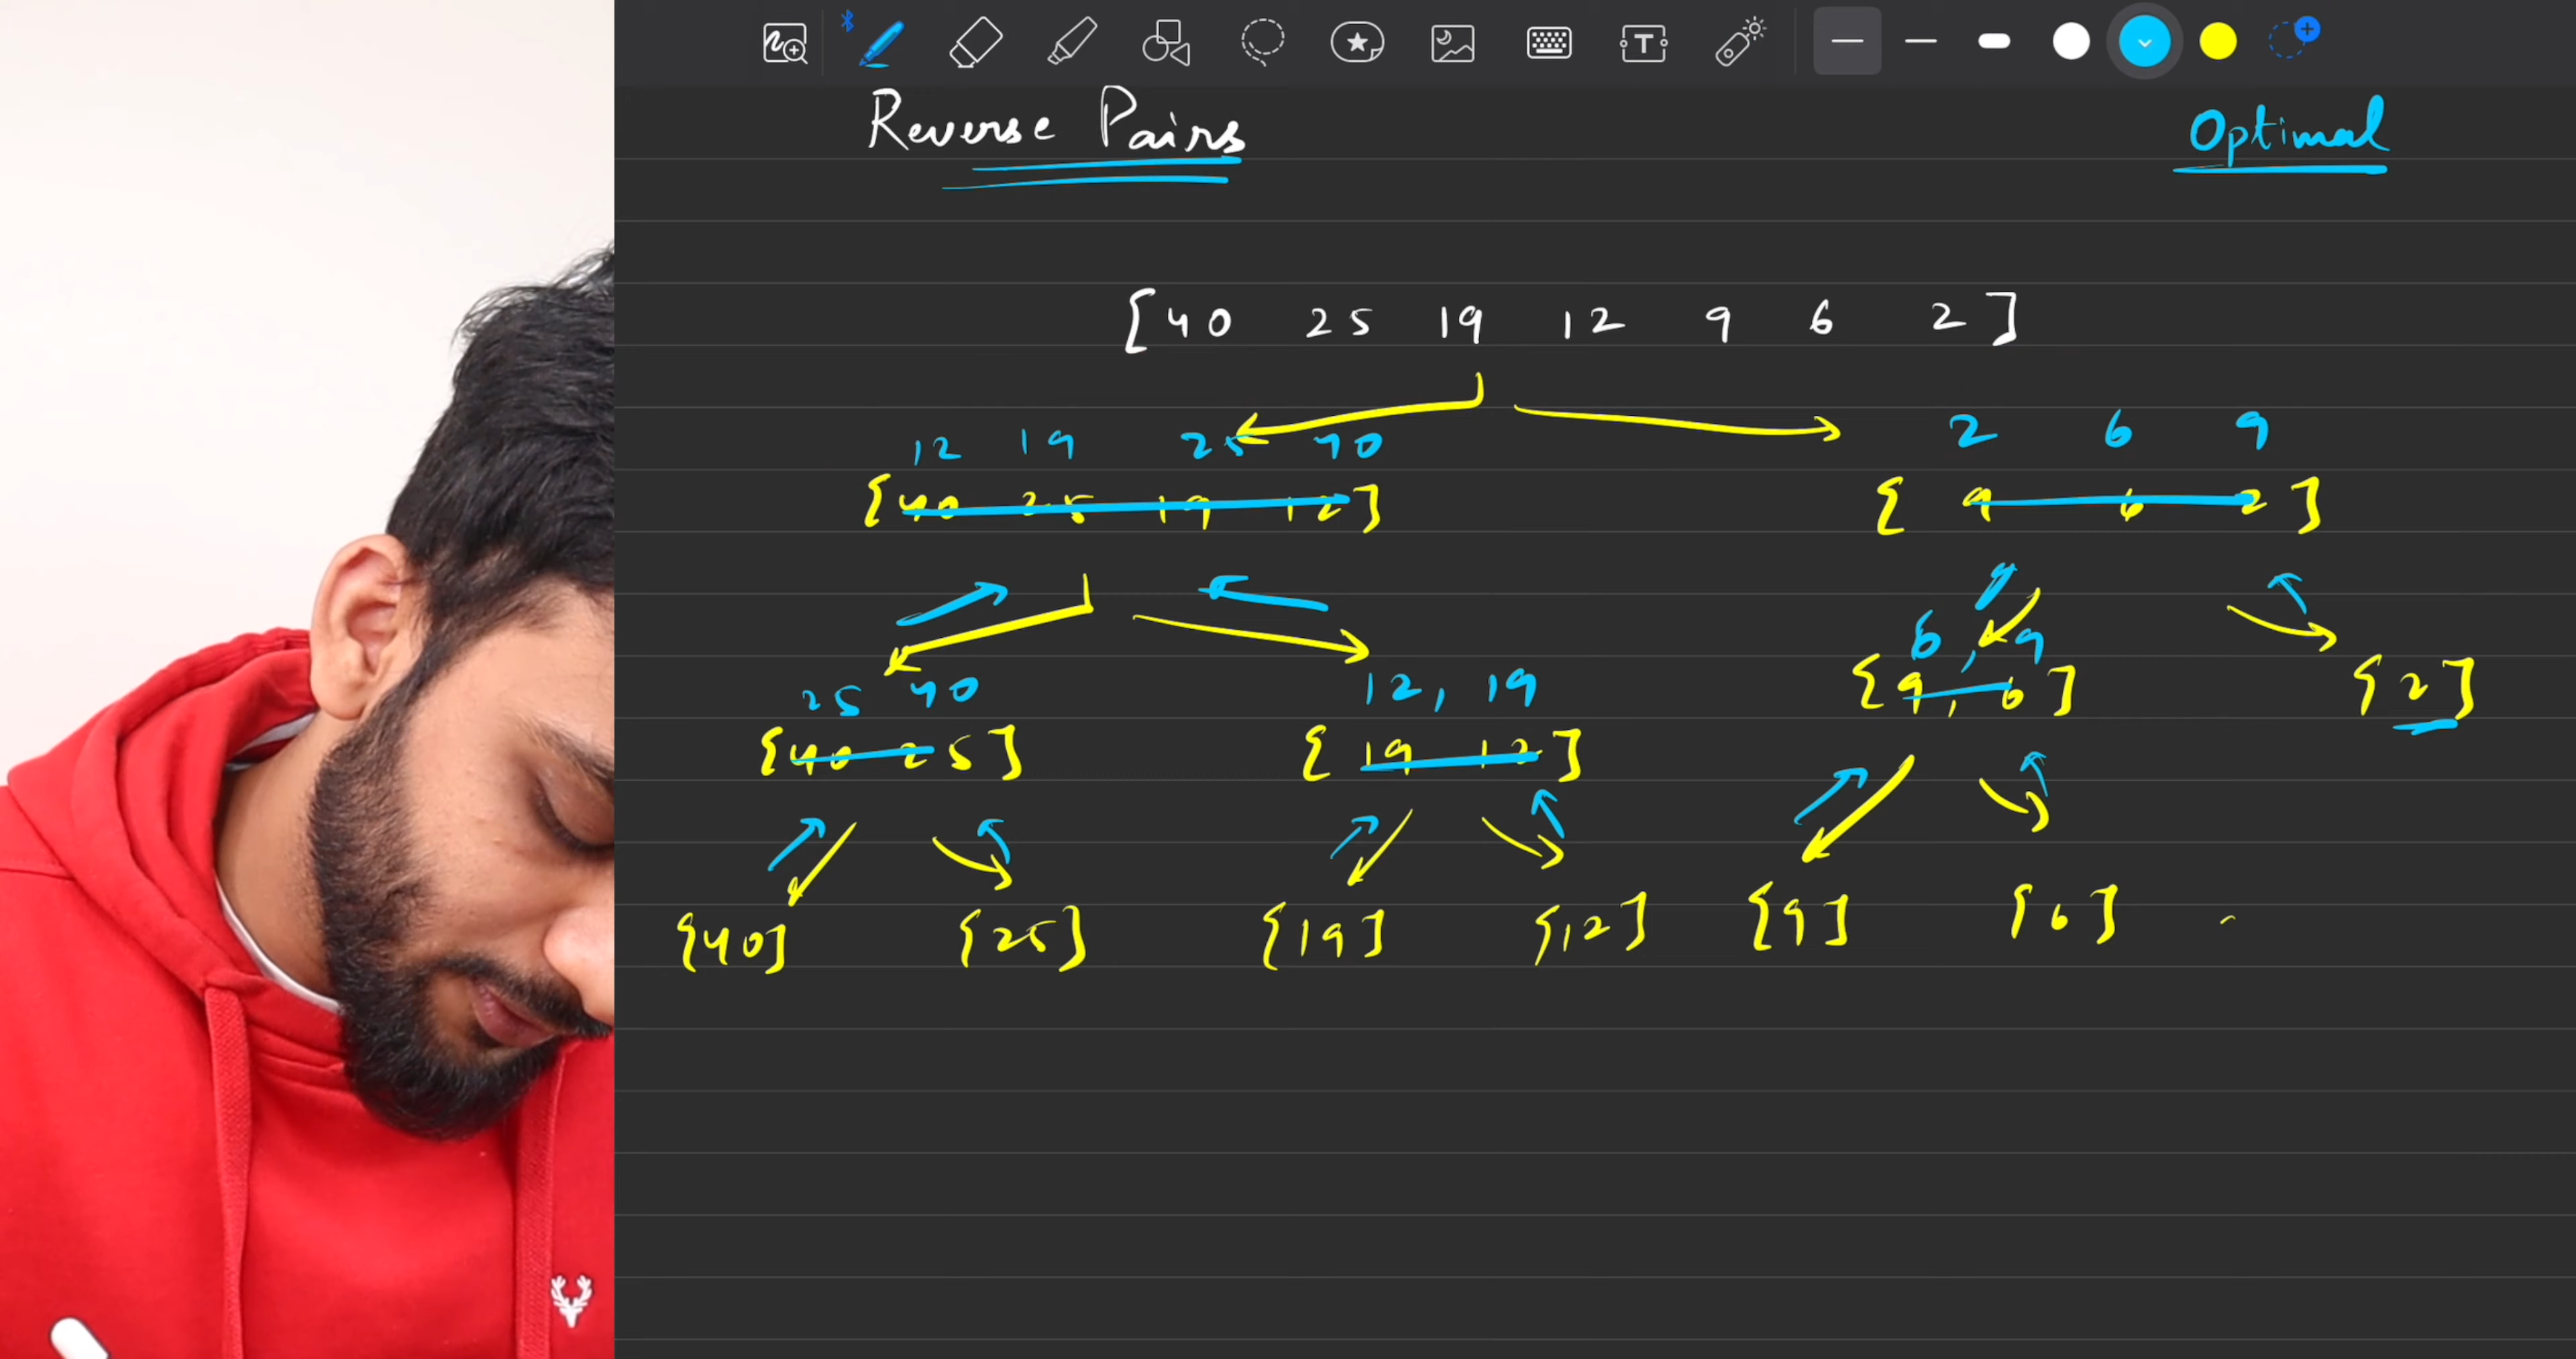 Reverse Pairs
Optimal
[40 25 19 12 9 6 2]
12 19 25 40
2 6 9
[40 25 19 12]
[9 6 2]
6, 9
25 40
12, 19
[9, 6]
[2]
[40 25]
[19 12]
[40]
[25]
[19]
[12]
[9]
[6]